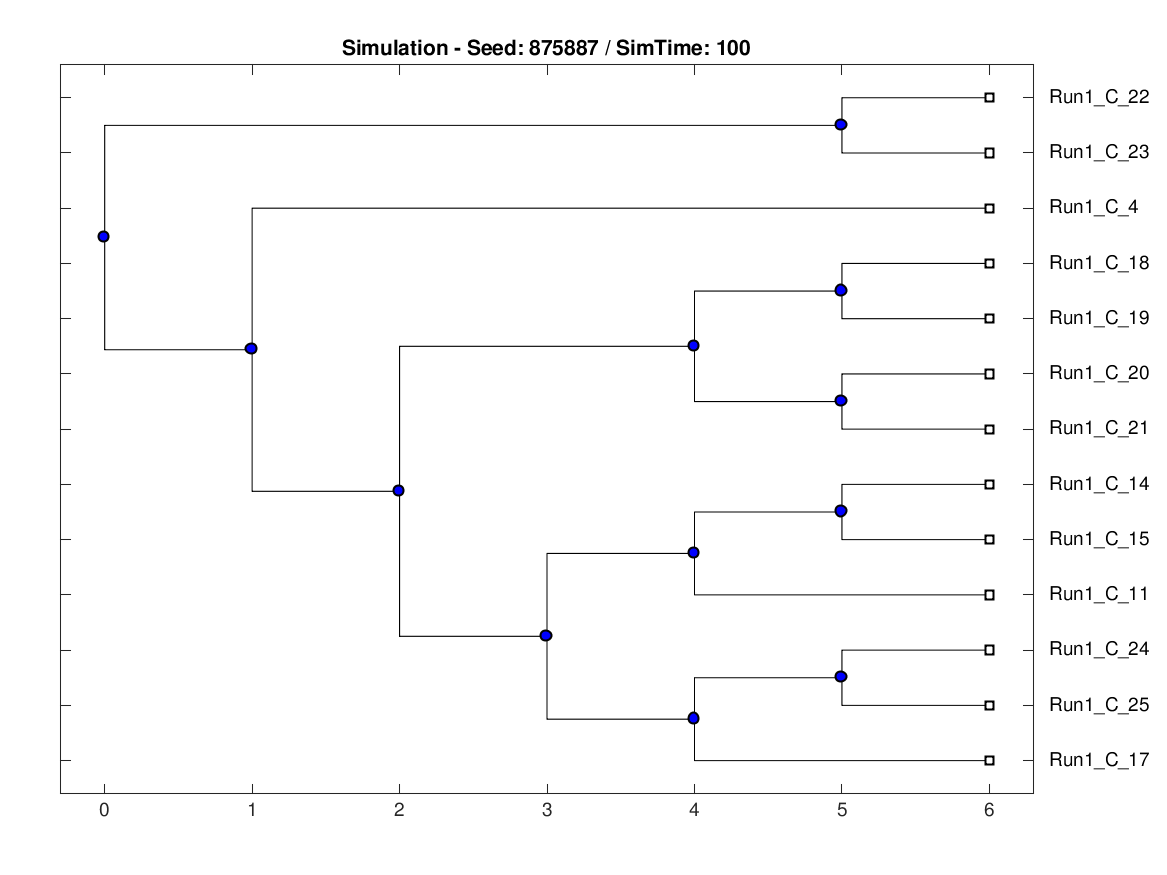 Simulation - Seed: 875887 / SimTime: 100
Run1_C_22
Run1_C_23
Run1_C_4
Run1_C_18
Run1_C_19
Run1_C_20
Run1_C_21
Run1_C_14
Run1_C_15
Run1_C_11
Run1_C_24
Run1_C_25
Run1_C_17
0 1 2 3 4 5 6